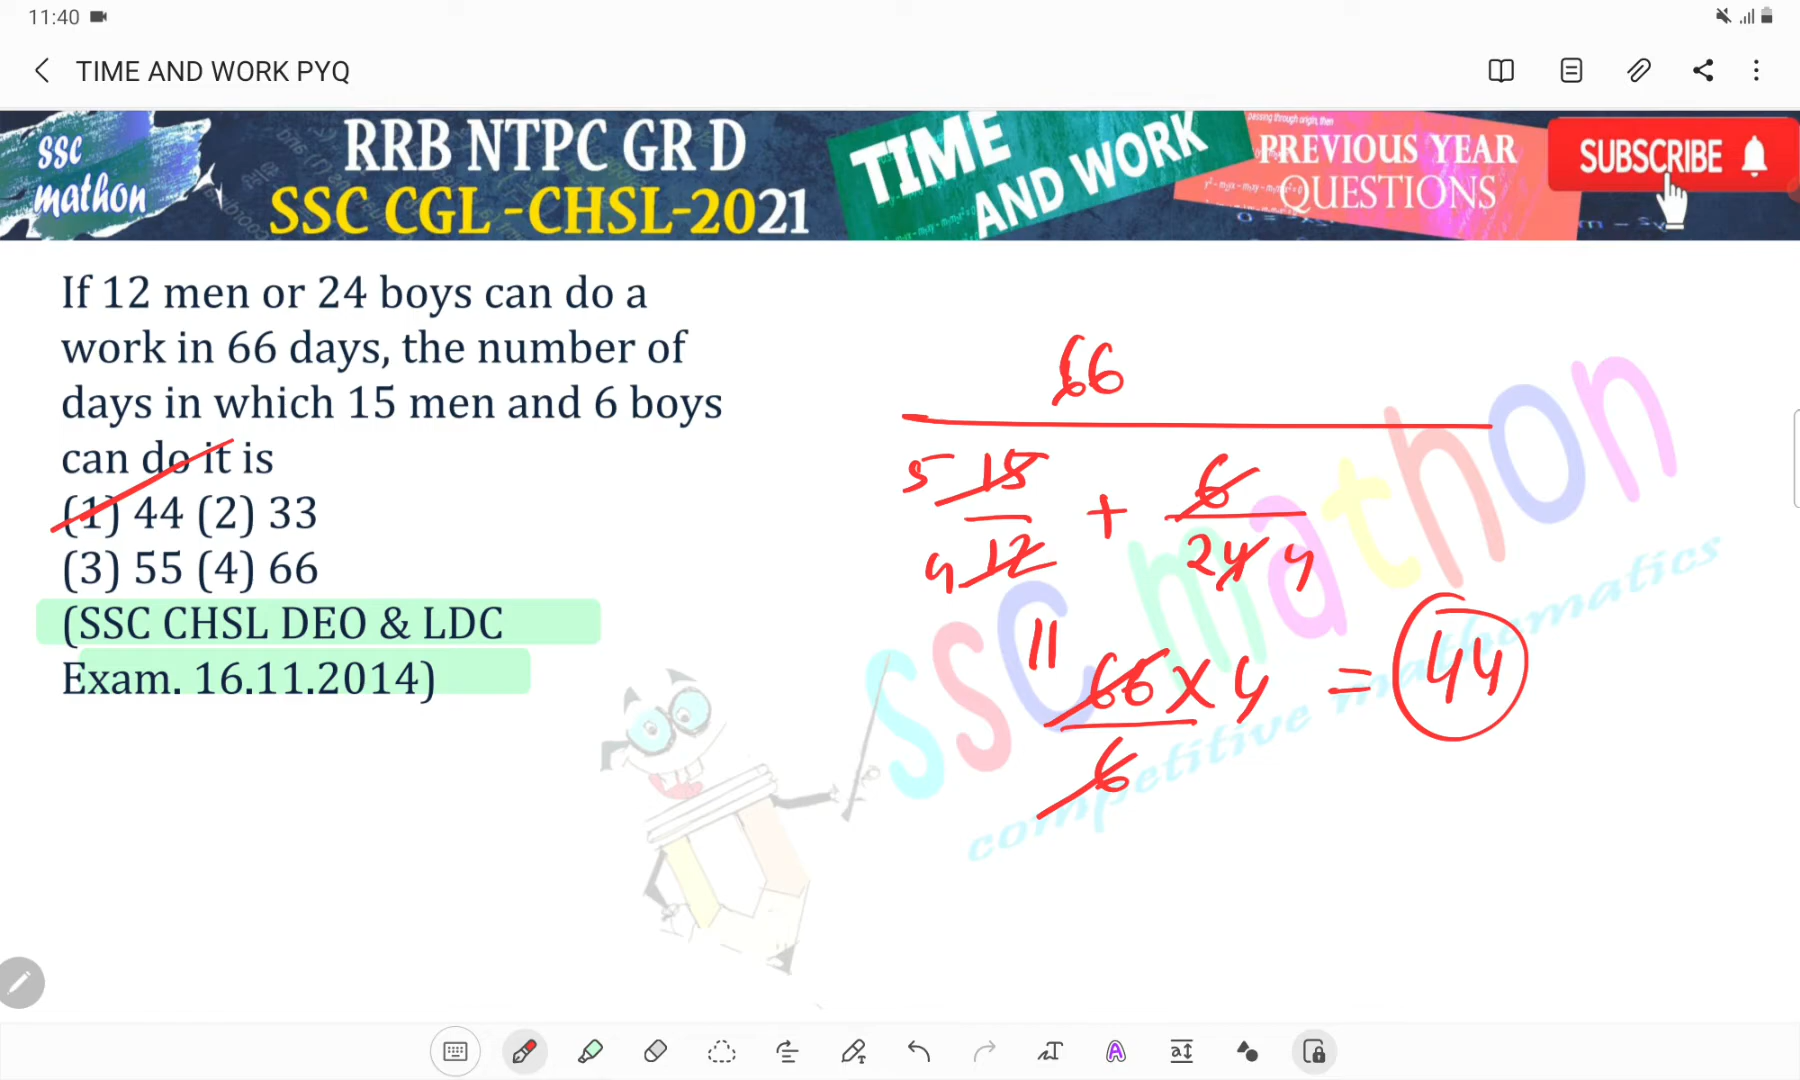 11:40
TIME AND WORK PYQ
SSC
mathon
RRB NTPC GR D
SSC CGL -CHSL-2021
TIME
AND WORK
passing through origin, then
PREVIOUS YEAR
QUESTIONS
SUBSCRIBE
If 12 men or 24 boys can do a
work in 66 days, the number of
days in which 15 men and 6 boys
can do it is
(1) 44 (2) 33
(3) 55 (4) 66
(SSC CHSL DEO & LDC
Exam. 16.11.2014)
66
5 15 + 6
4 12 24 4
11
66 × 4 = 44
6
ssc mathon
competitive mathematics